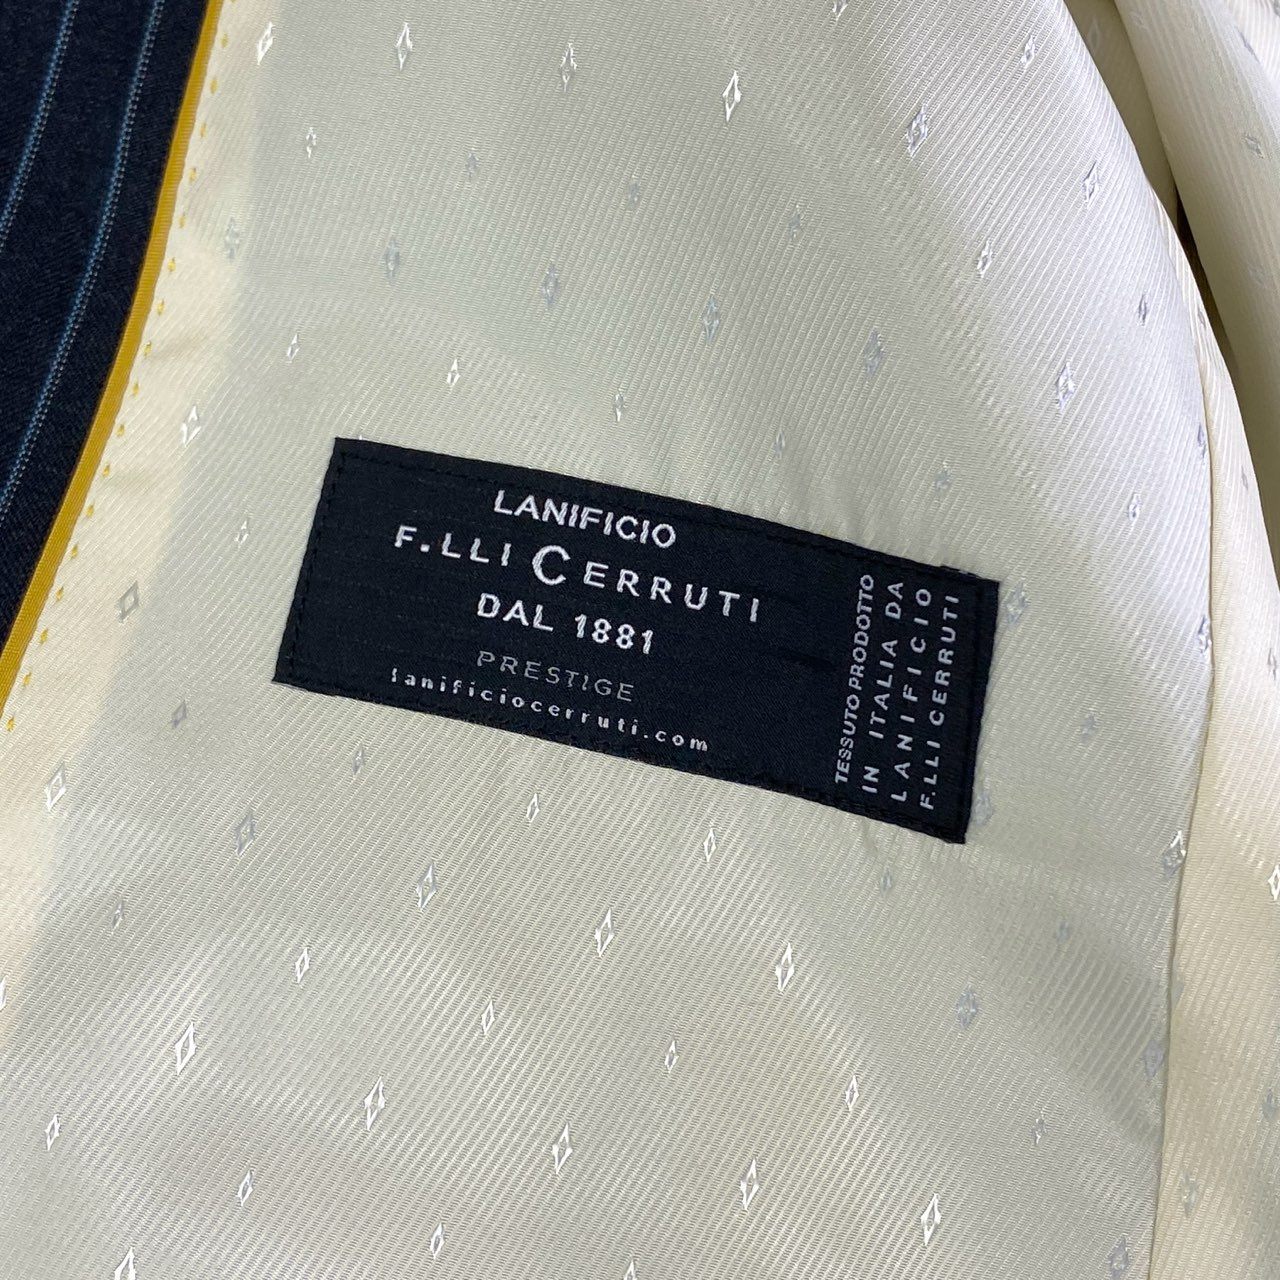 LANIFICIO
F.LLI CERRUTI
DAL 1881
PRESTIGE
lanificiocerruti.com
TESSUTO PRODOTTO
IN ITALIA DA
LANIFICIO
F.LLI CERRUTI